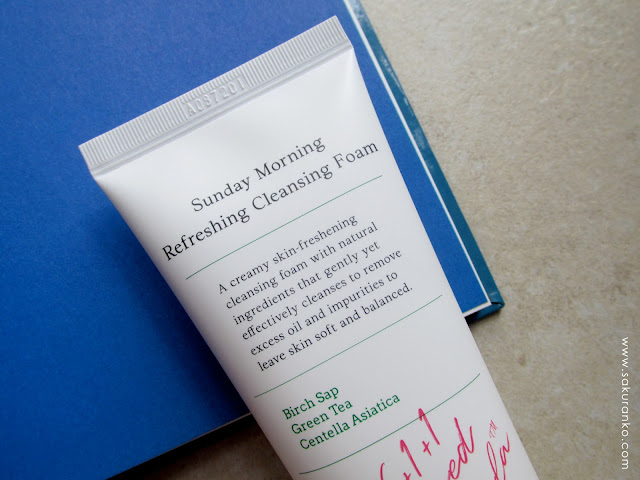 A087201
Sunday Morning
Refreshing Cleansing Foam
A creamy skin-freshening
cleansing foam with natural
ingredients that gently yet
effectively cleanses to remove
excess oil and impurities to
leave skin soft and balanced.
Birch Sap
Green Tea
Centella Asiatica
www.sakuranko.com